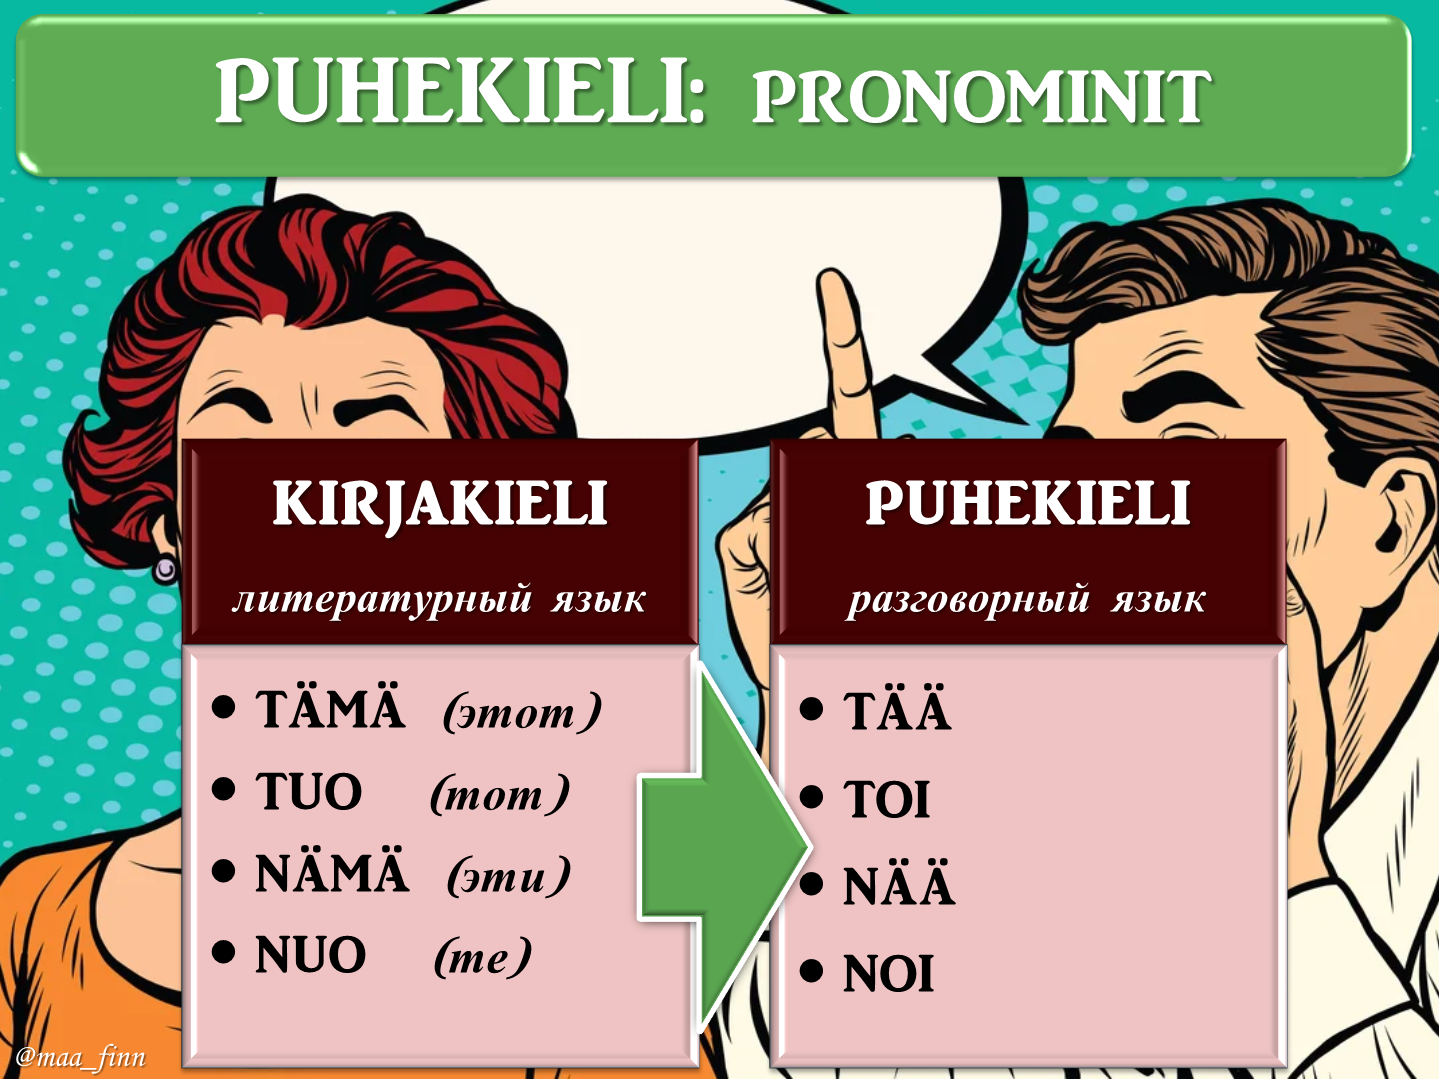 PUHEKIELI: PRONOMINIT
KIRJAKIELI
литературный язык
• TÄMÄ (этот)
• TUO (тот)
• NÄMÄ (эти)
• NUO (те)
PUHEKIELI
разговорный язык
• TÄÄ
• TOI
• NÄÄ
• NOI
@maa_finn